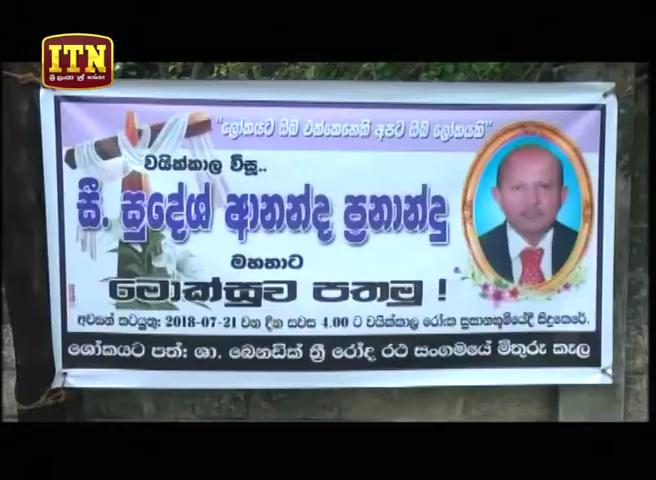 ITN
ශ්‍රී ලංකා
"ලෝකයට ඔබ එක්කෙනෙකි අපට ඔබ ලෝකයකි"
වයික්කාල විසූ..
සී. සුදේශ් ආනන්ද ප්‍රනාන්දු
මහතාට
මොක්සුව පතමු !
අවසන් කටයුතු: 2018-07-21 වන දින සවස 4.00 ට වයික්කාල රෝ:ක සුසානභූමියේදී සිදුකෙරේ.
ශෝකයට පත්: ශා. බෙනඩික් ත්‍රී රෝද රථ සංගමයේ මිතුරු කැල